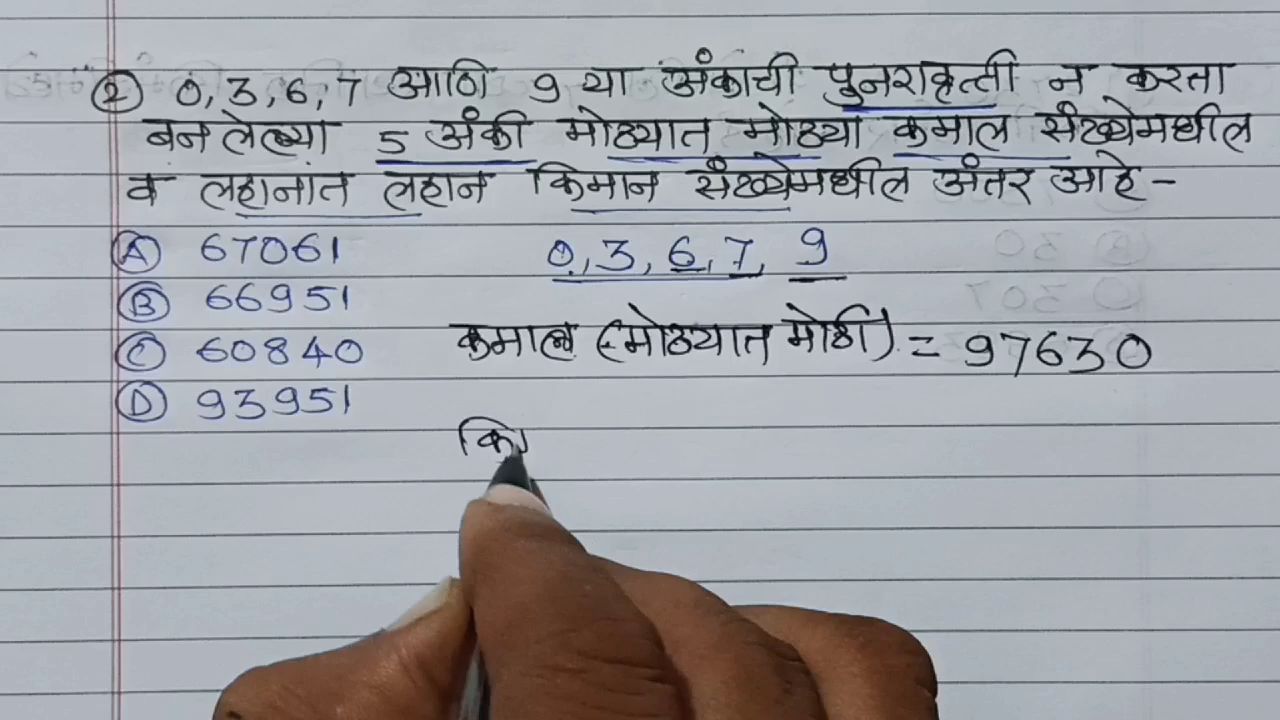 ② 0, 3, 6, 7 आणि 9 या अंकाची पुनरावृत्ती न करता
बनलेल्या 5 अंकी मोठ्यात मोठ्या कमाल संख्येमधील
व लहानांत लहान किमान संख्येमधील अंतर आहे -
Ⓐ 67061
0, 3, 6, 7, 9
Ⓑ 66951
कमाल (मोठ्यात मोठी) = 97630
Ⓒ 60840
Ⓓ 93951